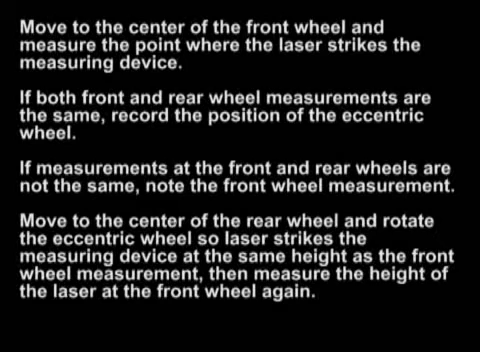 Move to the center of the front wheel and
measure the point where the laser strikes the
measuring device.
If both front and rear wheel measurements are
the same, record the position of the eccentric
wheel.
If measurements at the front and rear wheels are
not the same, note the front wheel measurement.
Move to the center of the rear wheel and rotate
the eccentric wheel so laser strikes the
measuring device at the same height as the front
wheel measurement, then measure the height of
the laser at the front wheel again.